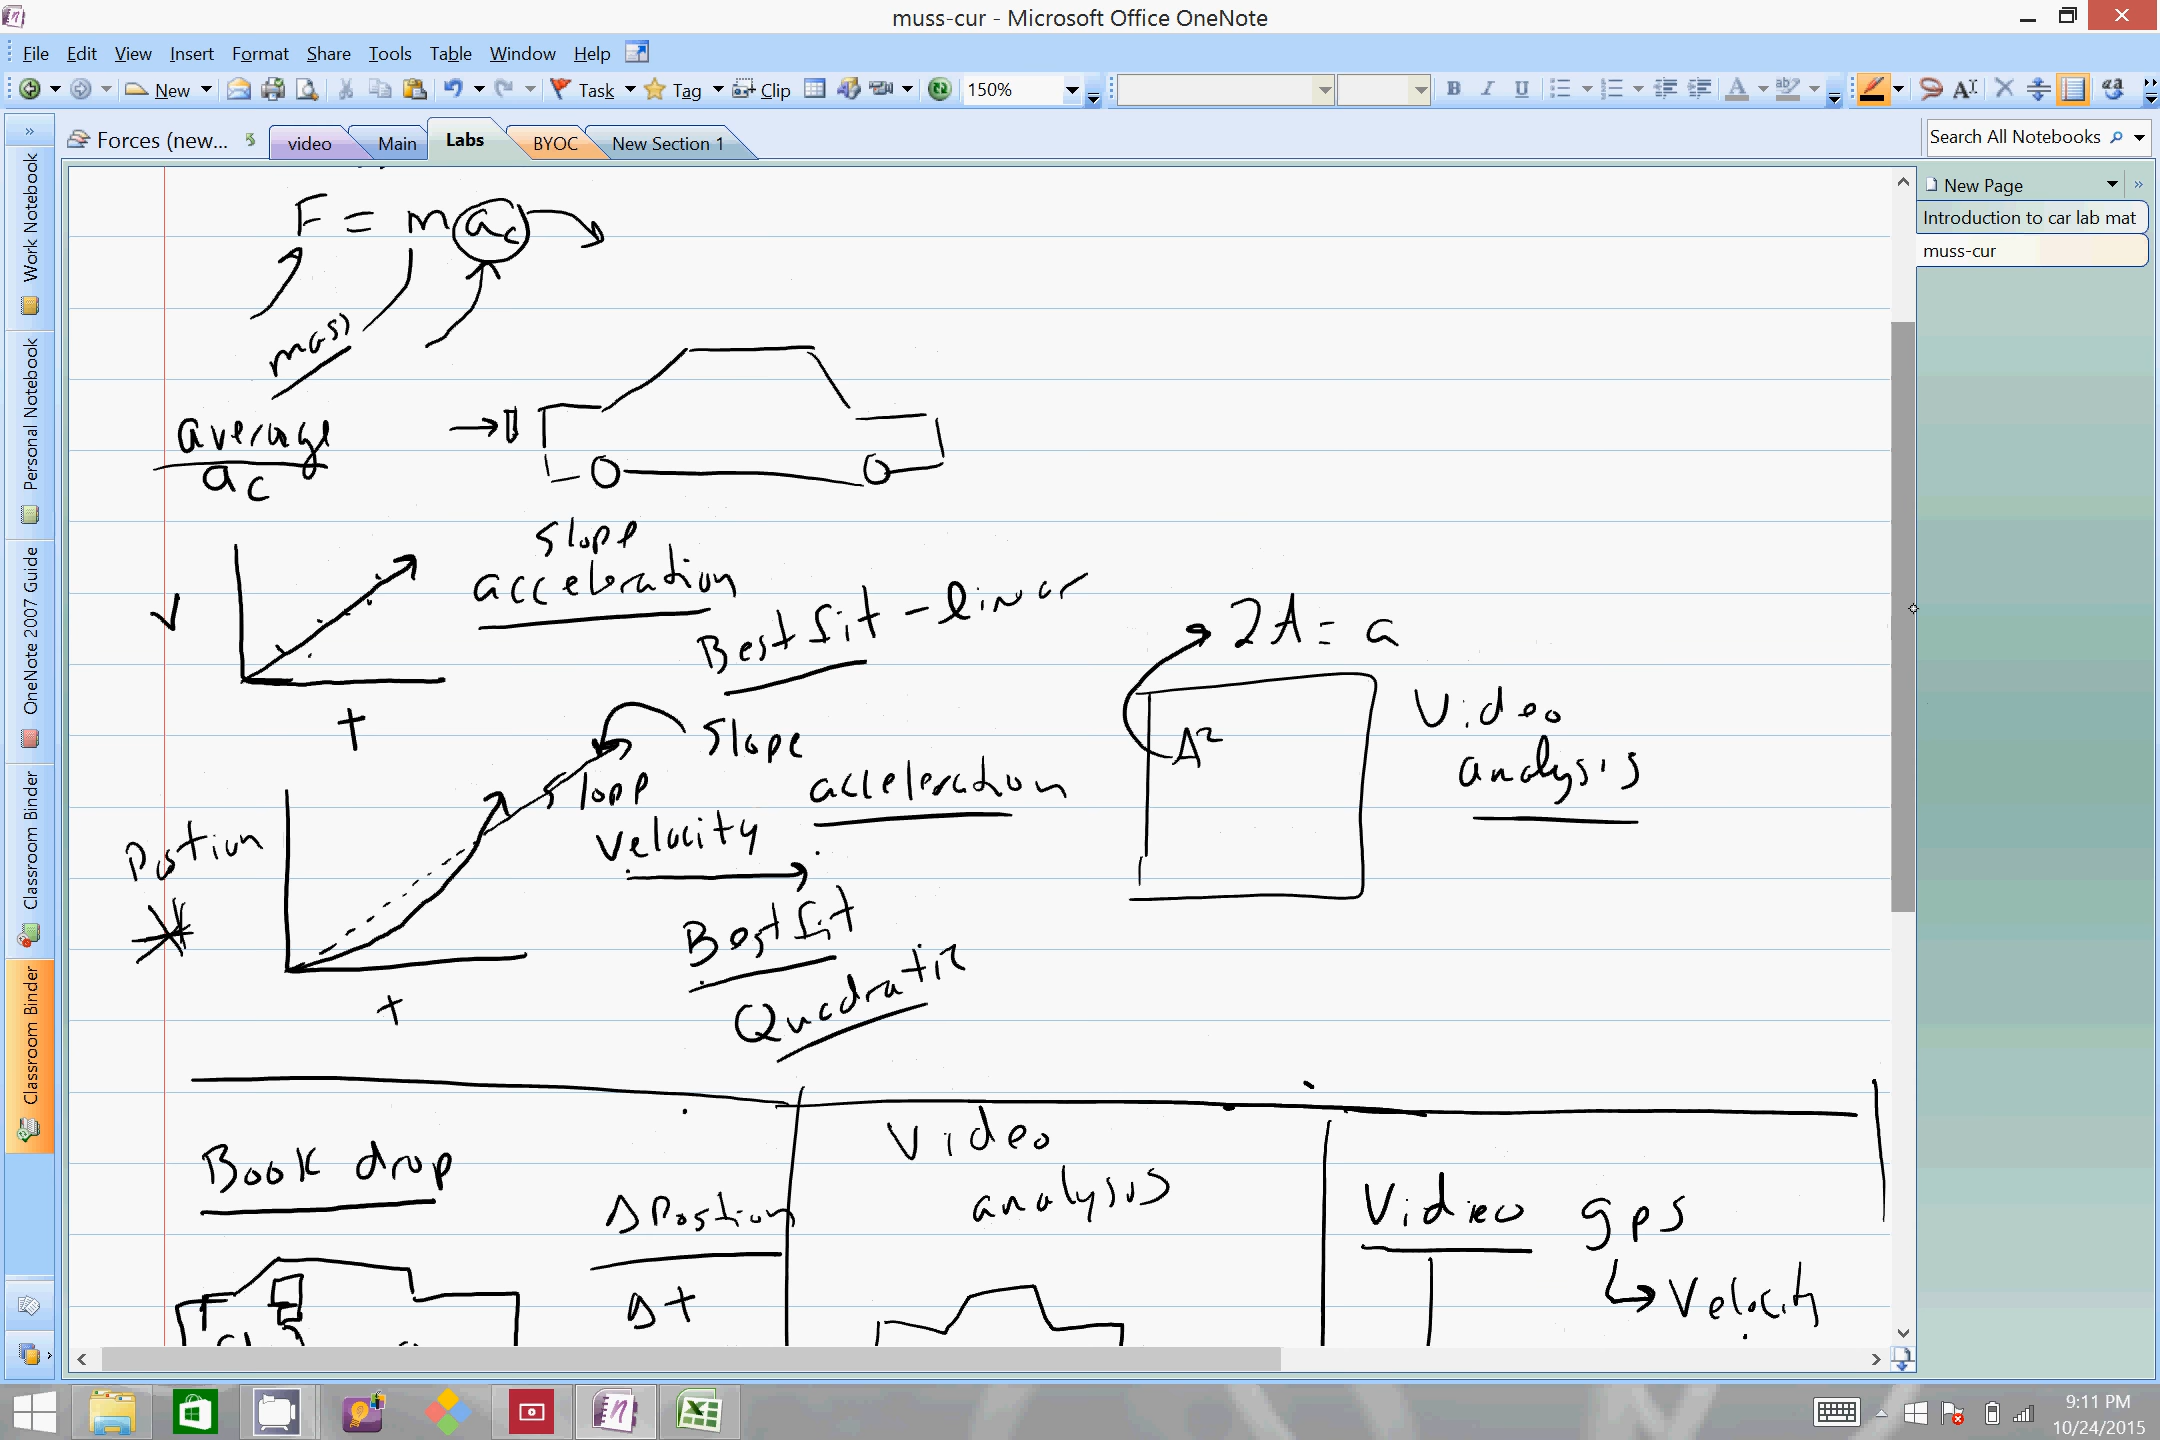 muss-cur - Microsoft Office OneNote
File Edit View Insert Format Share Tools Table Window Help
New Task Tag Clip 150% B I U
Forces (new... video Main Labs BYOC New Section 1
Search All Notebooks
New Page
Introduction to car lab mat
muss-cur
Work Notebook
Personal Notebook
OneNote 2007 Guide
Classroom Binder
Classroom Binder
F = m ac
mass
average
ac
slope
acceleration
Best fit - linear
V
t
2A = a
A²
Video
analysis
slope
slope
velocity
accleration
Postion
t
Best fit
Quadratic
Book drop
Δ Postion
Δt
Video
analysis
Video gps
Velocity
9:11 PM
10/24/2015